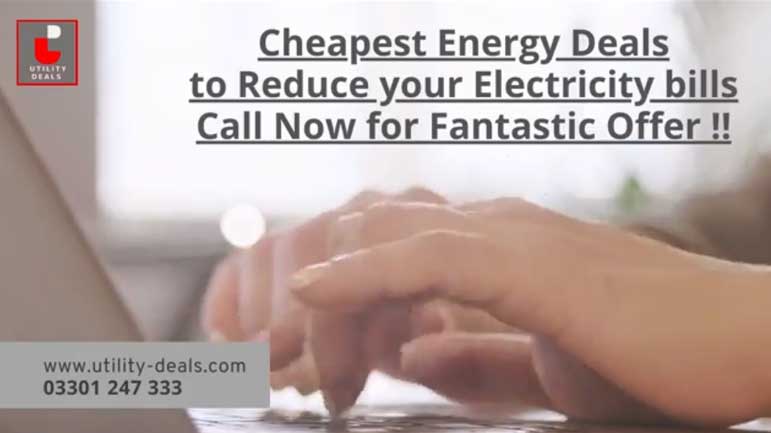 UTILITY
DEALS
Cheapest Energy Deals
to Reduce your Electricity bills
Call Now for Fantastic Offer !!
www.utility-deals.com
03301 247 333